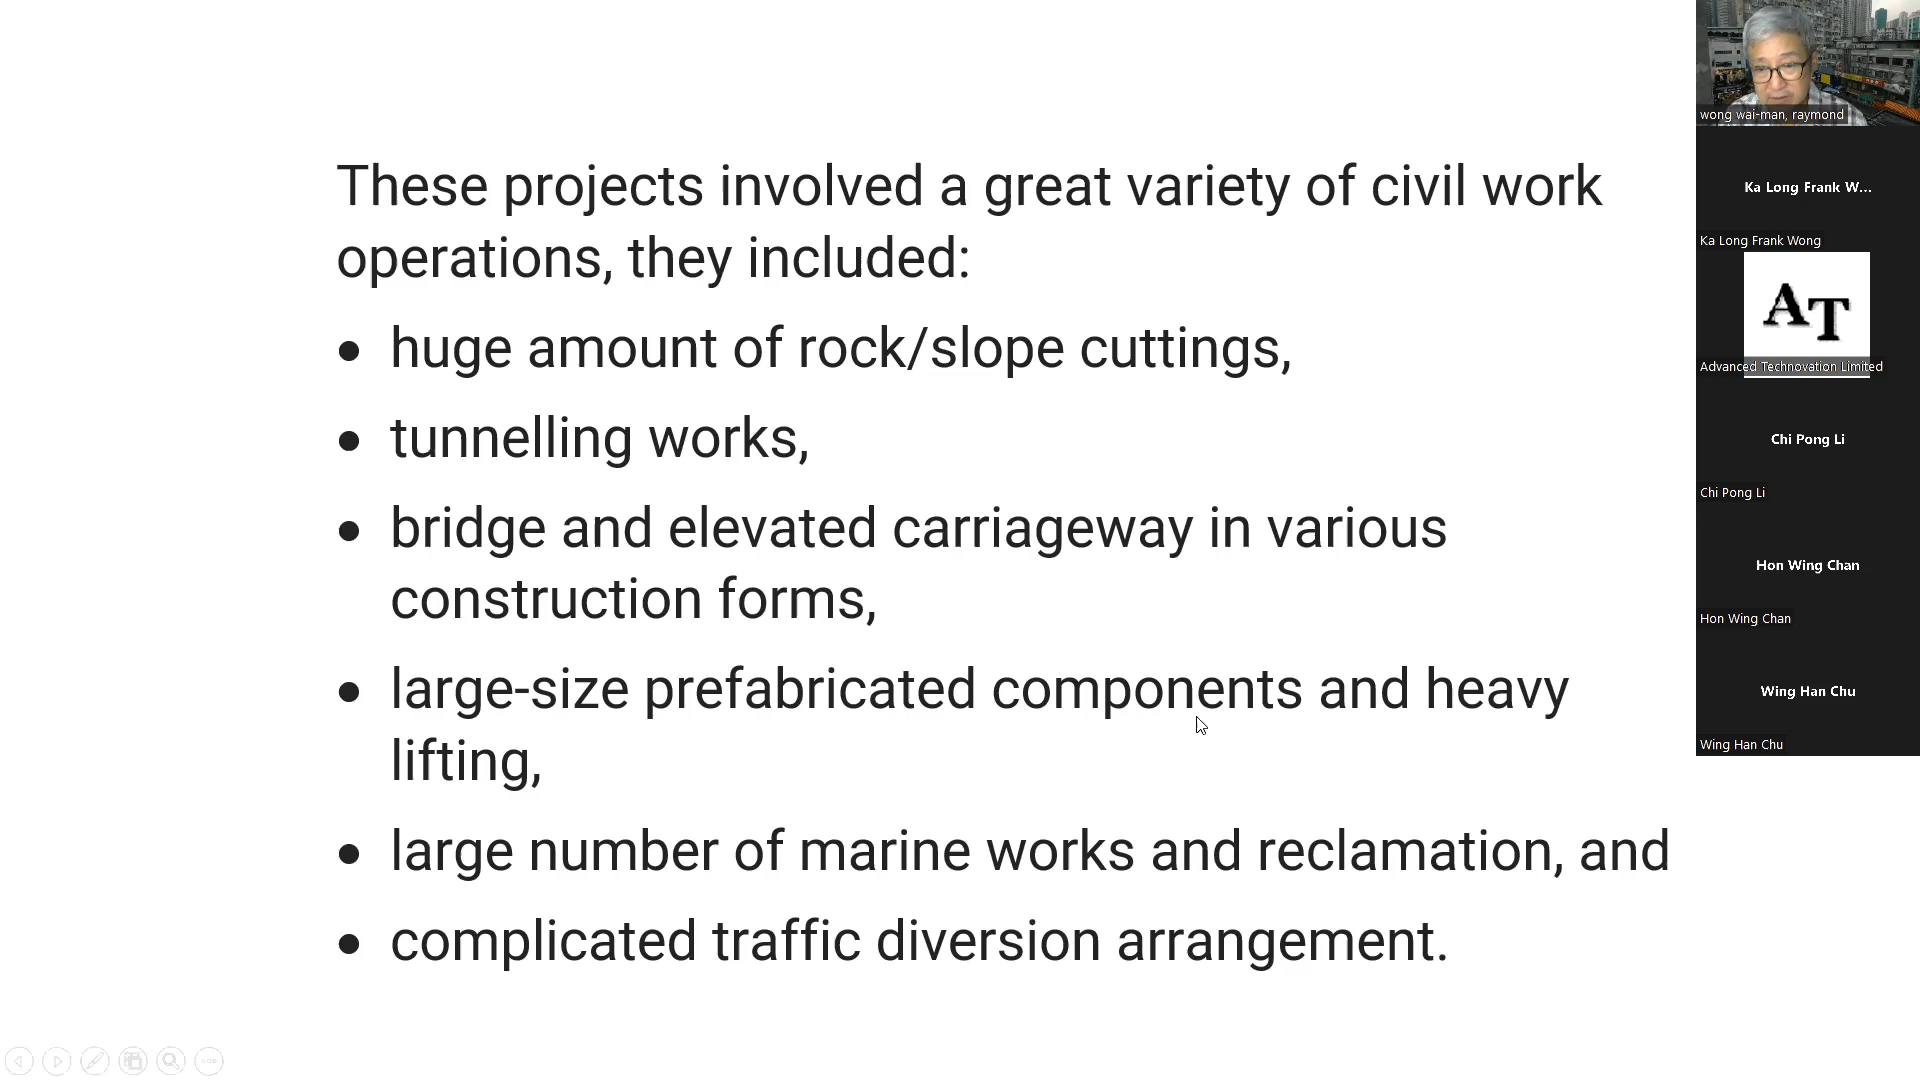 These projects involved a great variety of civil work
operations, they included:
● huge amount of rock/slope cuttings,
● tunnelling works,
● bridge and elevated carriageway in various
construction forms,
● large-size prefabricated components and heavy
lifting,
● large number of marine works and reclamation, and
● complicated traffic diversion arrangement.
wong wai-man, raymond
Ka Long Frank W...
Ka Long Frank Wong
AT
Advanced Technovation Limited
Chi Pong Li
Chi Pong Li
Hon Wing Chan
Hon Wing Chan
Wing Han Chu
Wing Han Chu